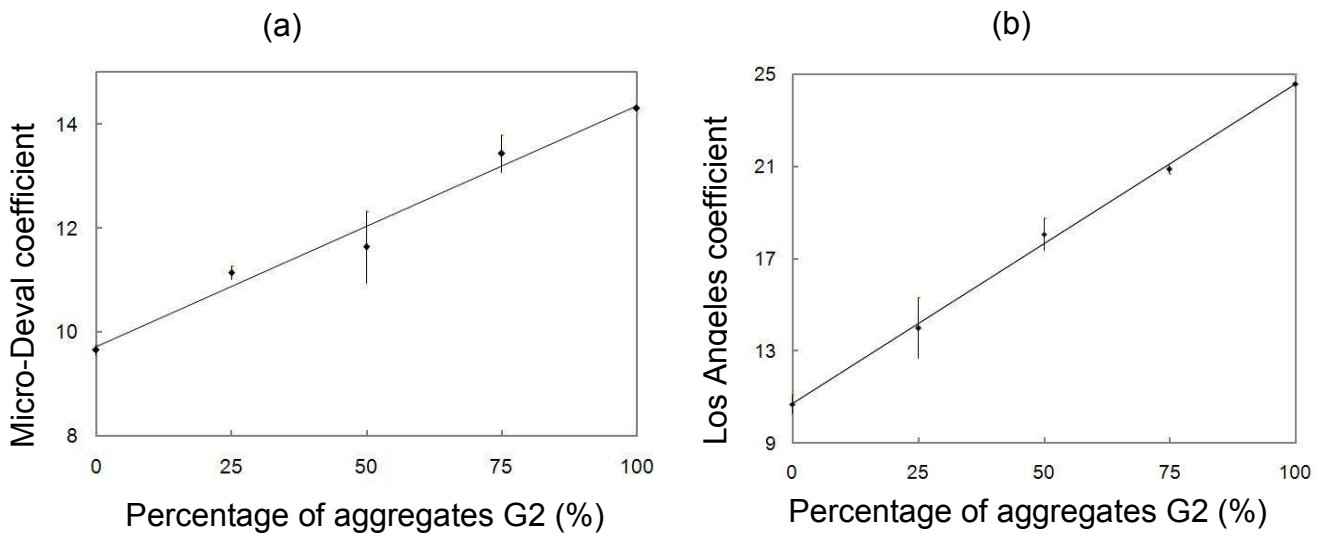 (a)
Micro-Deval coefficient
14
12
10
8
0 25 50 75 100
Percentage of aggregates G2 (%)
(b)
Los Angeles coefficient
25
21
17
13
9
0 25 50 75 100
Percentage of aggregates G2 (%)